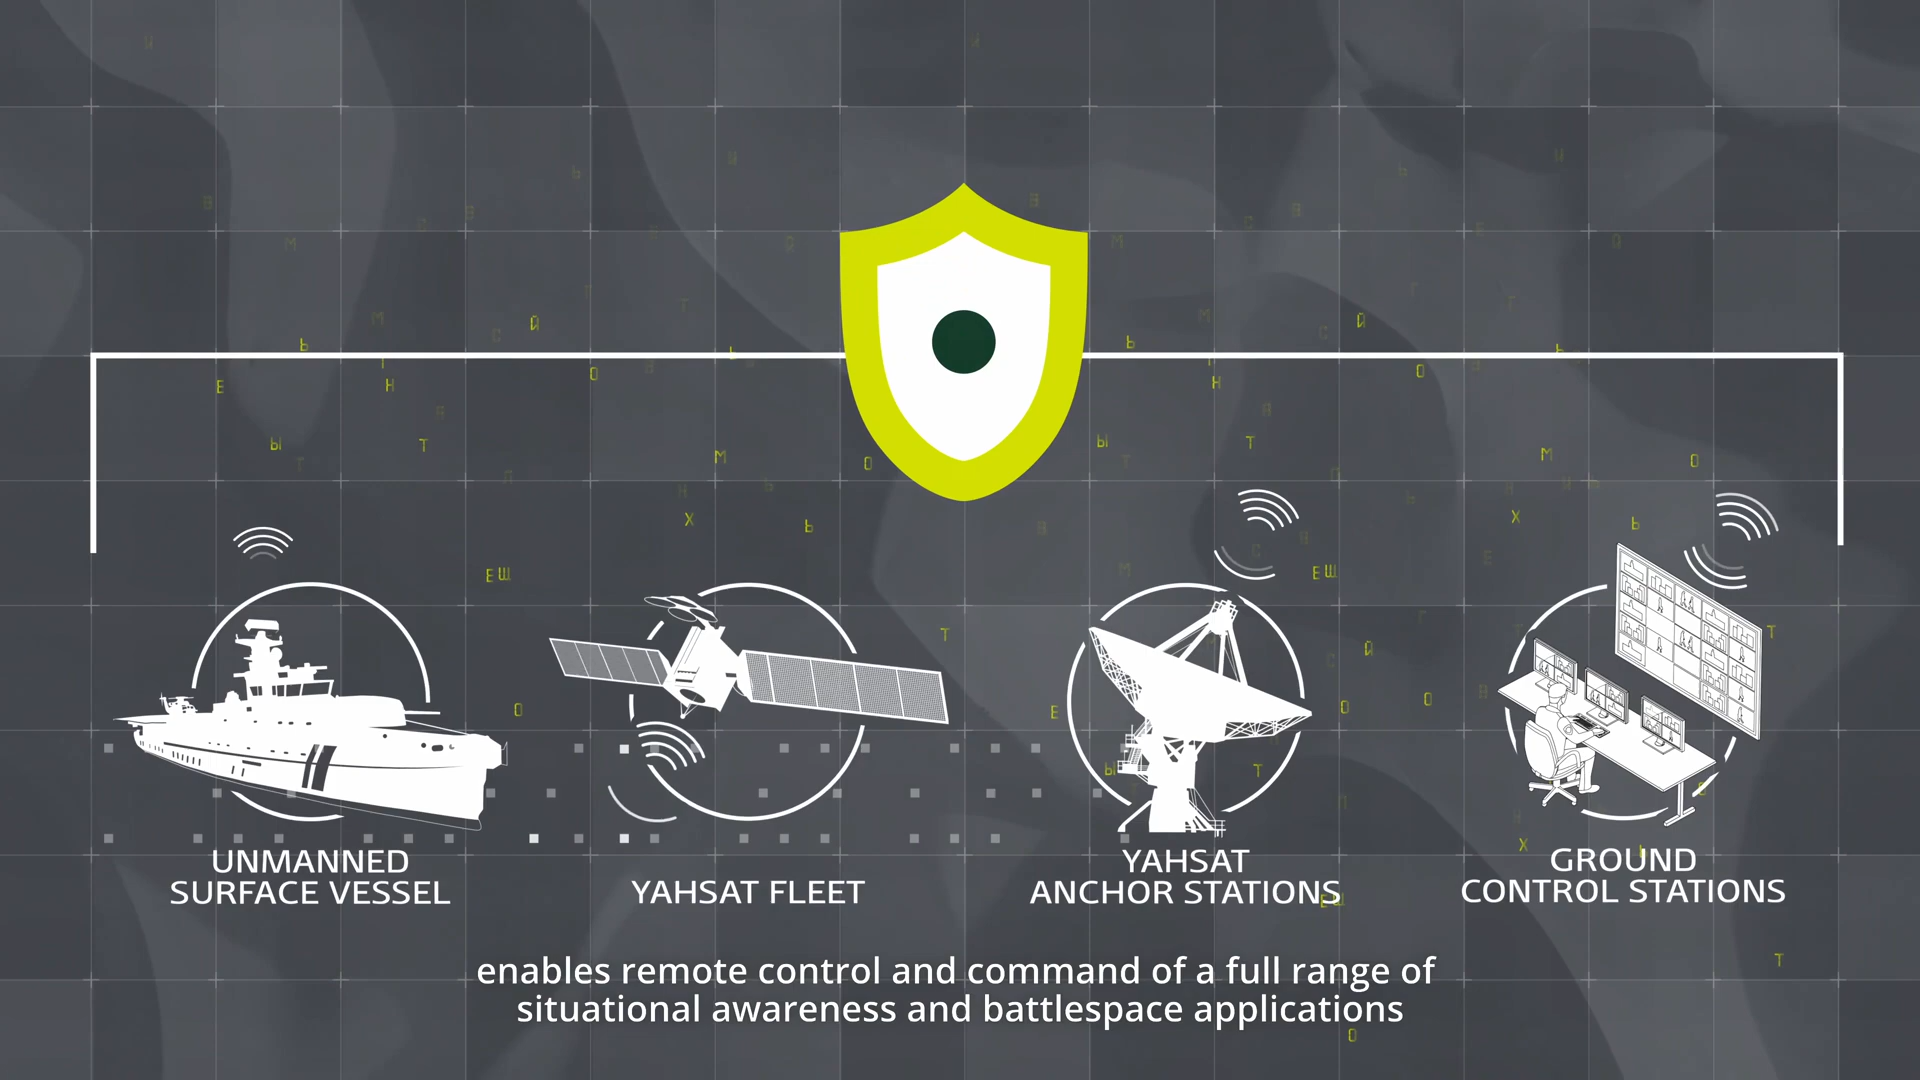 UNMANNED
SURFACE VESSEL
YAHSAT FLEET
YAHSAT
ANCHOR STATIONS
GROUND
CONTROL STATIONS
enables remote control and command of a full range of
situational awareness and battlespace applications